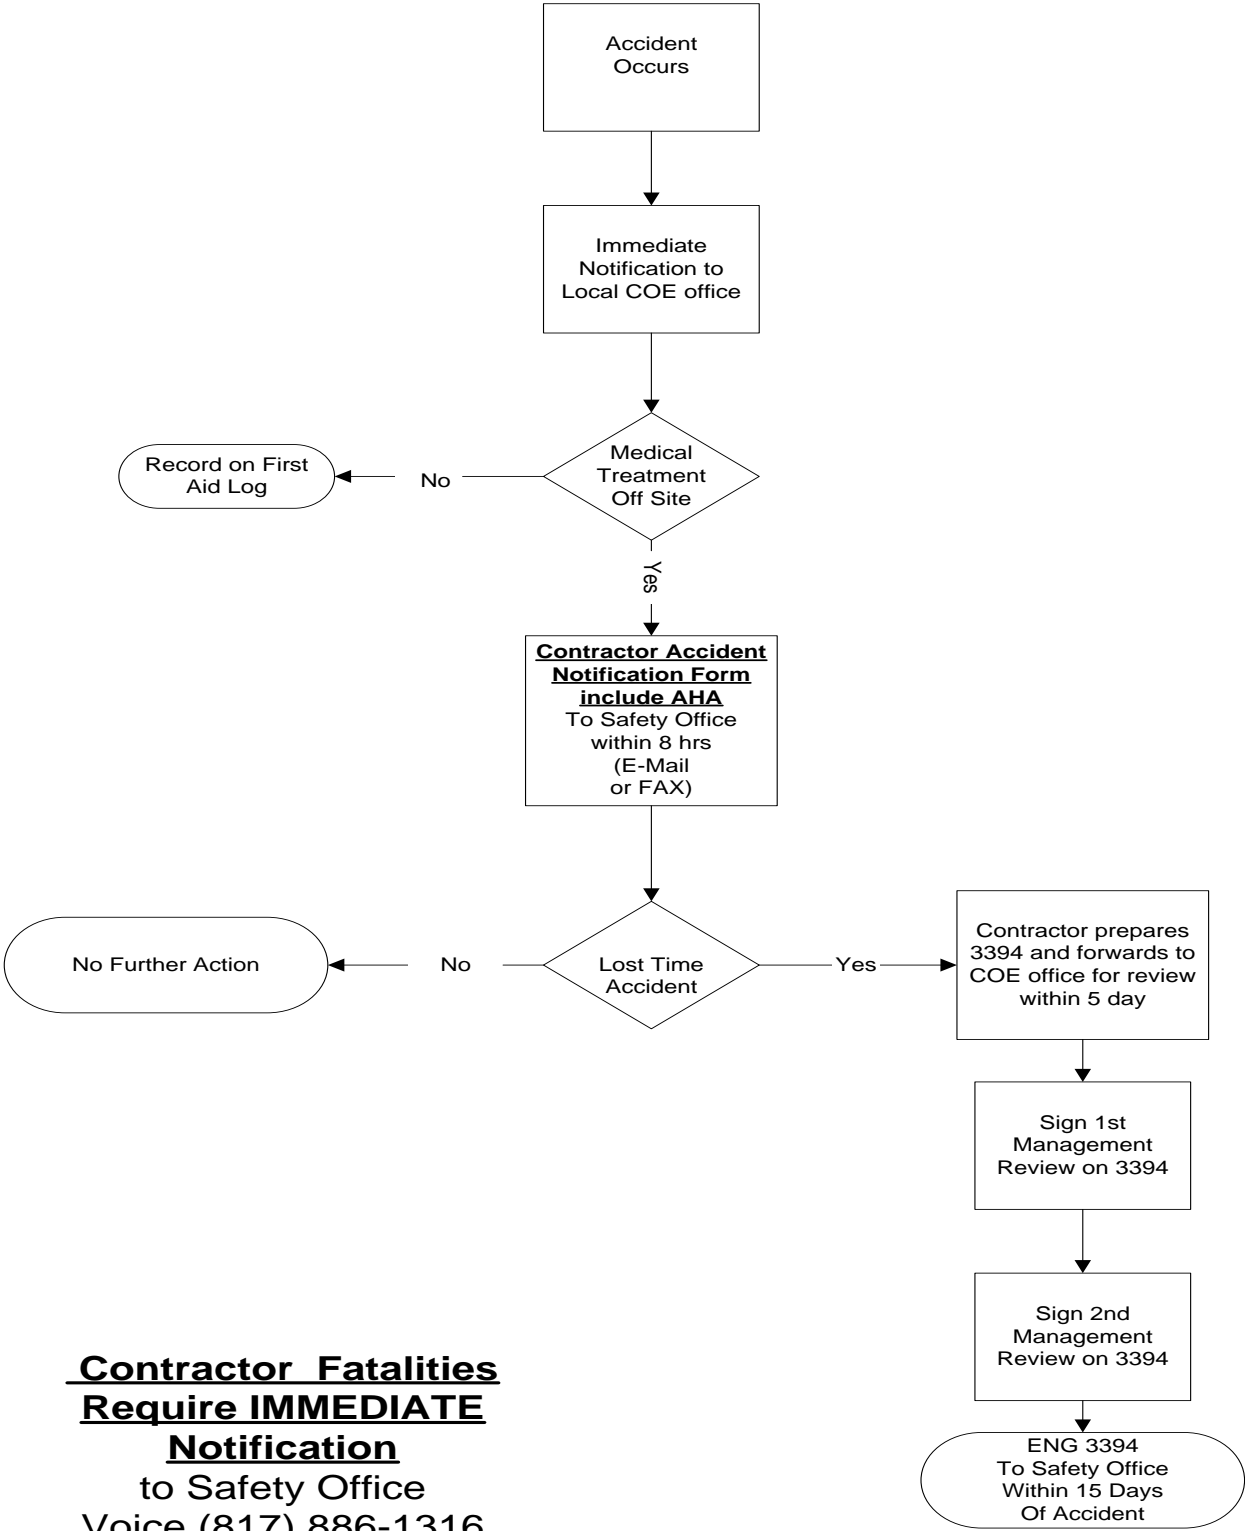 Accident
Occurs
Immediate
Notification to
Local COE office
Medical
Treatment
Off Site
No
Record on First
Aid Log
Yes
Contractor Accident
Notification Form
include AHA
To Safety Office
within 8 hrs
(E-Mail
or FAX)
Lost Time
Accident
No
No Further Action
Yes
Contractor prepares
3394 and forwards to
COE office for review
within 5 day
Sign 1st
Management
Review on 3394
Sign 2nd
Management
Review on 3394
ENG 3394
To Safety Office
Within 15 Days
Of Accident
Contractor Fatalities
Require IMMEDIATE
Notification
to Safety Office
Voice (817) 886-1316